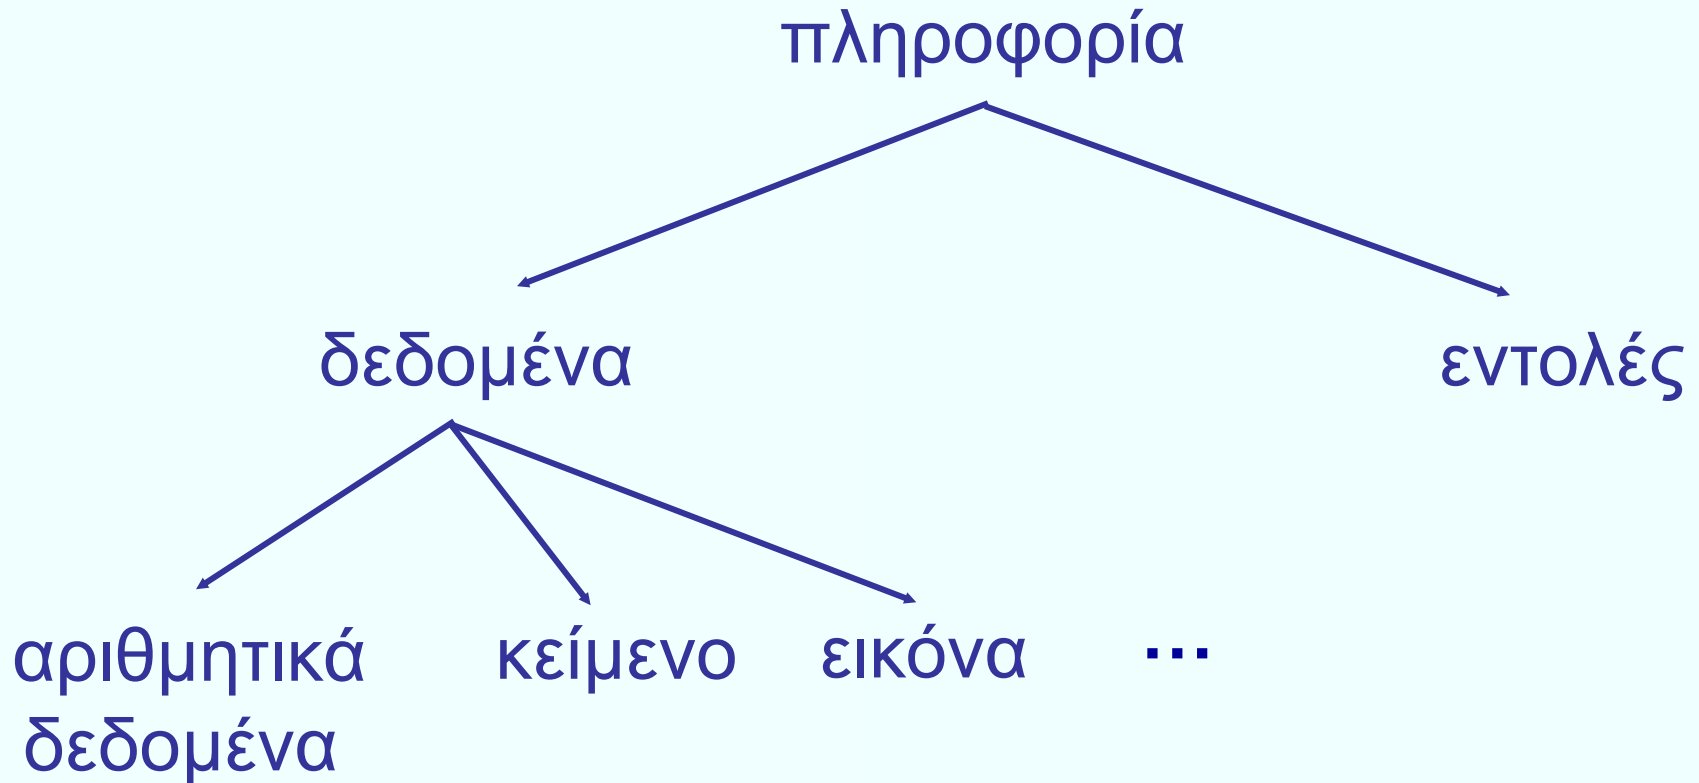 πληροφορία
δεδομένα
εντολές
αριθμητικά
δεδομένα
κείμενο
εικόνα
...